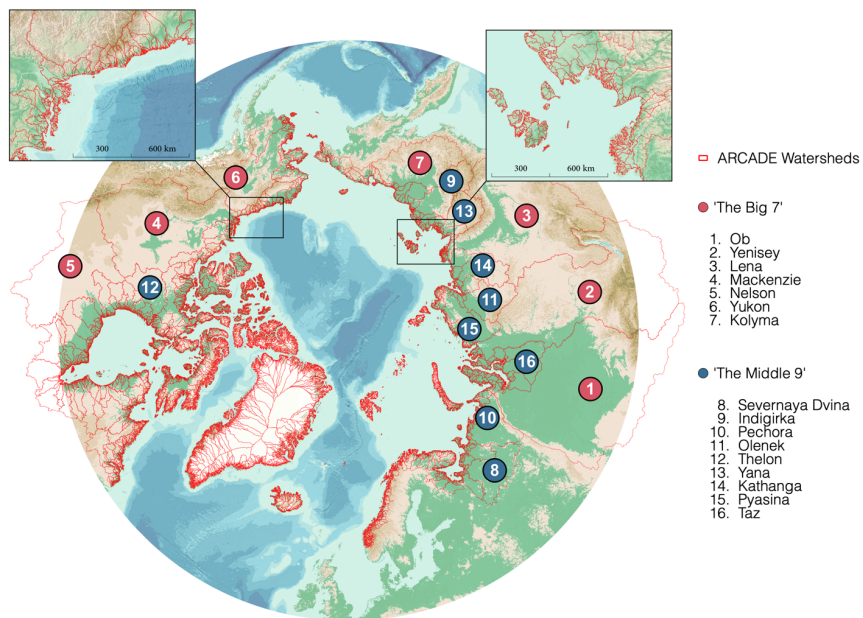 300
600 km
300
600 km
7
6
9
13
3
4
5
14
12
2
11
15
16
1
10
8
ARCADE Watersheds
'The Big 7'
1. Ob
2. Yenisey
3. Lena
4. Mackenzie
5. Nelson
6. Yukon
7. Kolyma
'The Middle 9'
8. Severnaya Dvina
9. Indigirka
10. Pechora
11. Olenek
12. Thelon
13. Yana
14. Kathanga
15. Pyasina
16. Taz